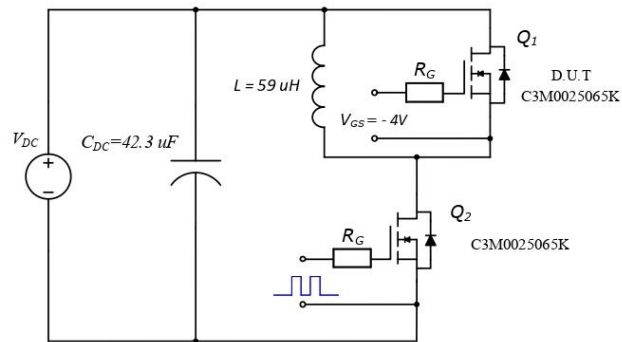 Q1
RG
D.U.T
C3M0025065K
L = 59 uH
VGS = - 4V
VDC
CDC=42.3 uF
+
−
Q2
RG
C3M0025065K